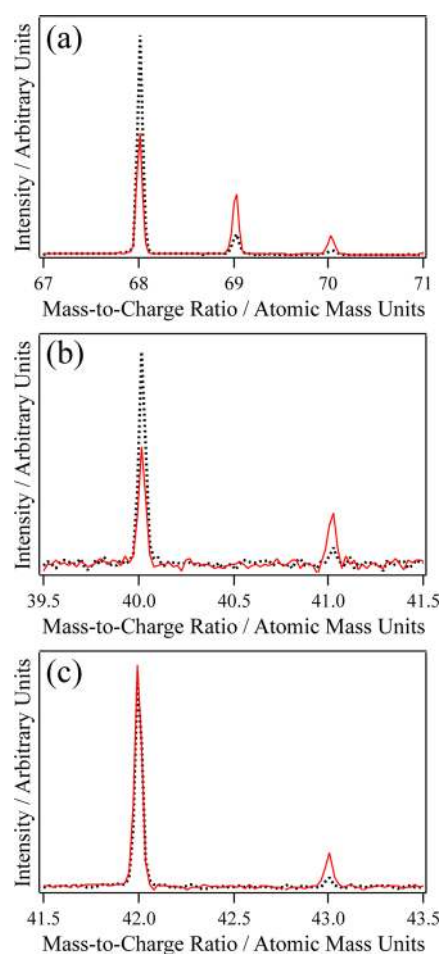 (a)
Intensity / Arbitrary Units
67 68 69 70 71
Mass-to-Charge Ratio / Atomic Mass Units
(b)
Intensity / Arbitrary Units
39.5 40.0 40.5 41.0 41.5
Mass-to-Charge Ratio / Atomic Mass Units
(c)
Intensity / Arbitrary Units
41.5 42.0 42.5 43.0 43.5
Mass-to-Charge Ratio / Atomic Mass Units